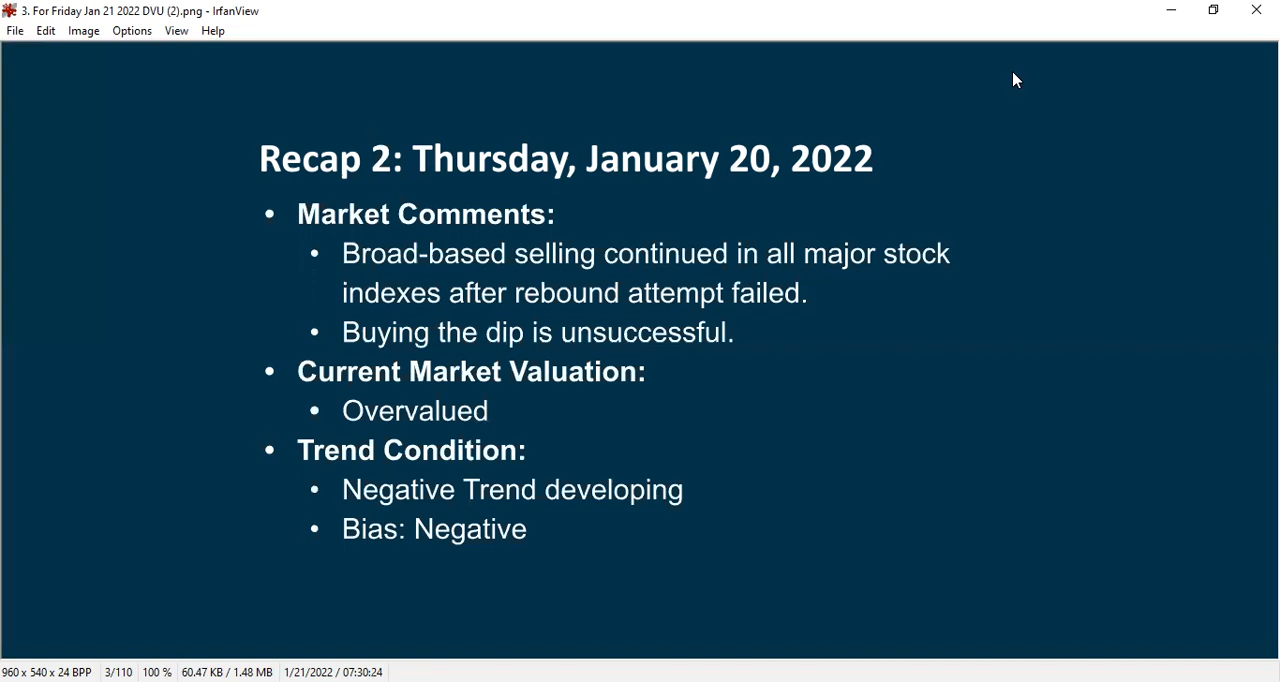 3. For Friday Jan 21 2022 DVU (2).png - IrfanView
File Edit Image Options View Help
Recap 2: Thursday, January 20, 2022
• Market Comments:
• Broad-based selling continued in all major stock
indexes after rebound attempt failed.
• Buying the dip is unsuccessful.
• Current Market Valuation:
• Overvalued
• Trend Condition:
• Negative Trend developing
• Bias: Negative
960 x 540 x 24 BPP 3/110 100 % 60.47 KB / 1.48 MB 1/21/2022 / 07:30:24